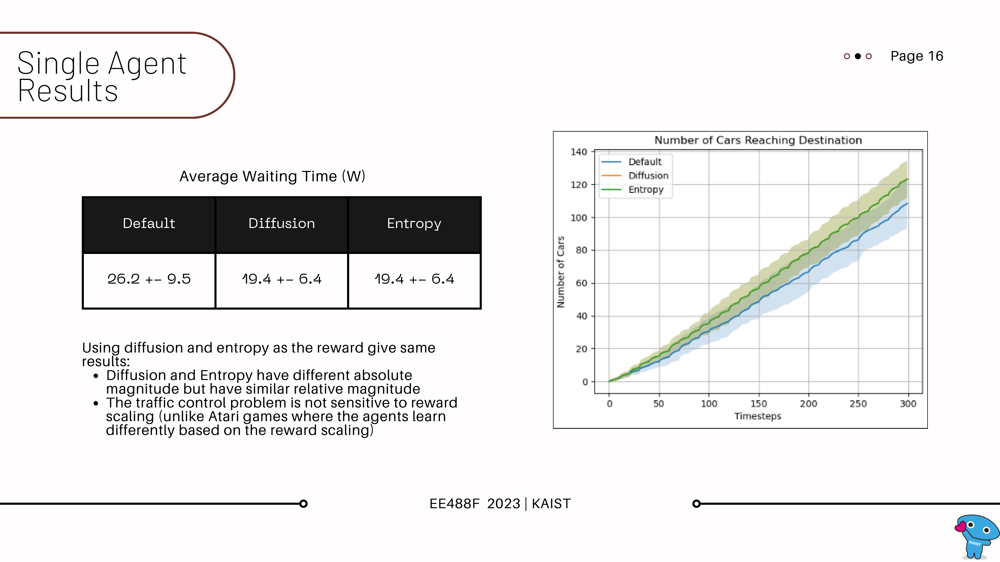 Single Agent
Results
Page 16
Average Waiting Time (W)
Default Diffusion Entropy
26.2 +- 9.5 19.4 +- 6.4 19.4 +- 6.4
Using diffusion and entropy as the reward give same
results:
• Diffusion and Entropy have different absolute
magnitude but have similar relative magnitude
• The traffic control problem is not sensitive to reward
scaling (unlike Atari games where the agents learn
differently based on the reward scaling)
Number of Cars Reaching Destination
Default
Diffusion
Entropy
Number of Cars
140
120
100
80
60
40
20
0
0 50 100 150 200 250 300
Timesteps
EE488F 2023 | KAIST
KAIST